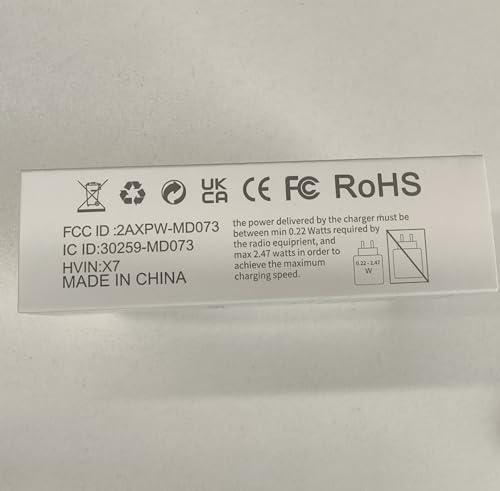 UK CA CE FC RoHS
FCC ID :2AXPW-MD073
IC ID:30259-MD073
HVIN:X7
MADE IN CHINA
the power delivered by the charger must be
between min 0.22 Watts required by
the radio equiprient, and
max 2.47 watts in order to
achieve the maximum
charging speed.
0.22 - 2.47
W